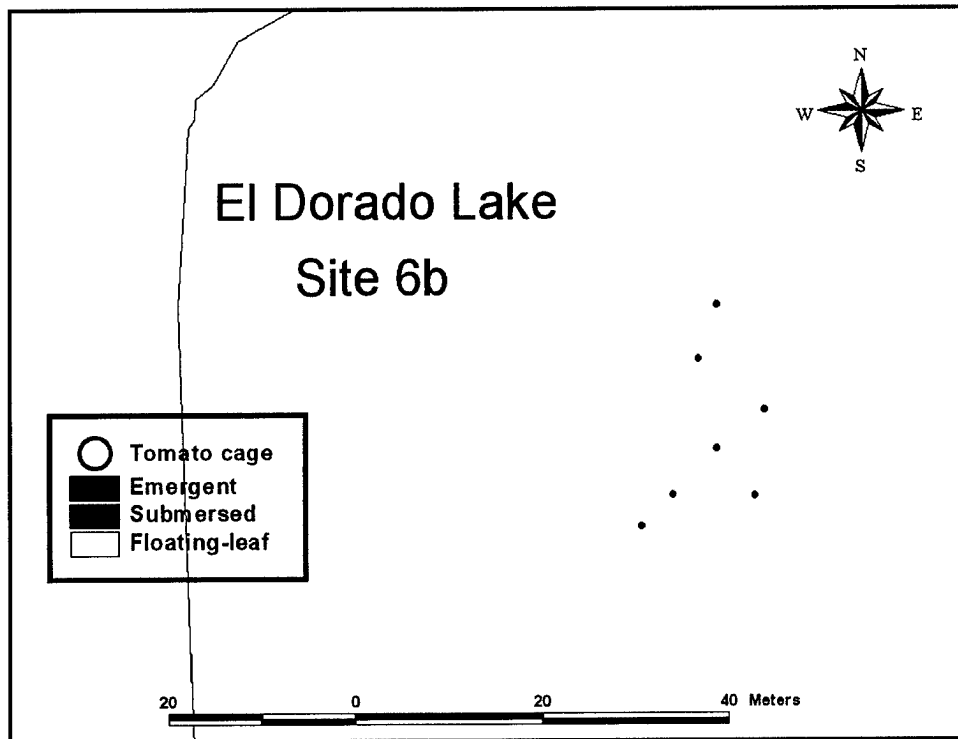 N
W E
S
El Dorado Lake
Site 6b
Tomato cage
Emergent
Submersed
Floating-leaf
20 0 20 40 Meters